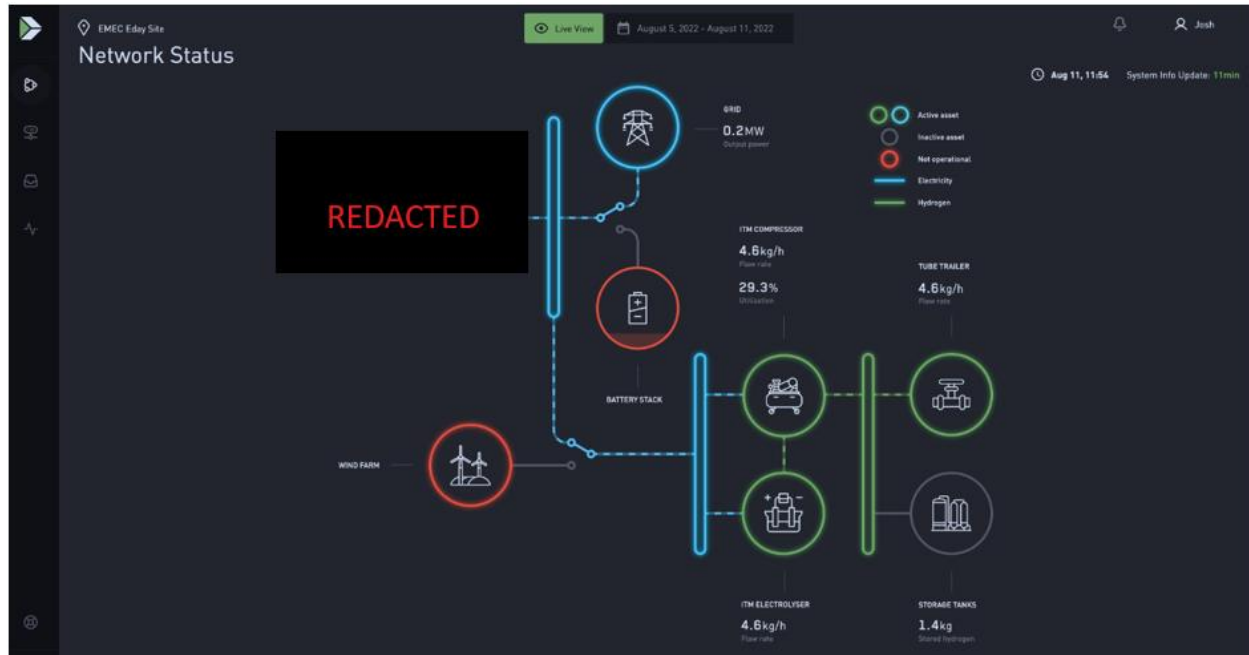 EMEC Eday Site
Network Status
Live View
August 5, 2022 - August 11, 2022
Josh
Aug 11, 11:54 System Info Update: 11min
REDACTED
GRID
0.2MW
Output power
Active asset
Inactive asset
Not operational
Electricity
Hydrogen
ITM COMPRESSOR
4.6kg/h
Flow rate
29.3%
Utilisation
TUBE TRAILER
4.6kg/h
Flow rate
BATTERY STACK
WIND FARM
ITM ELECTROLYSER
4.6kg/h
Flow rate
STORAGE TANKS
1.4kg
Stored hydrogen